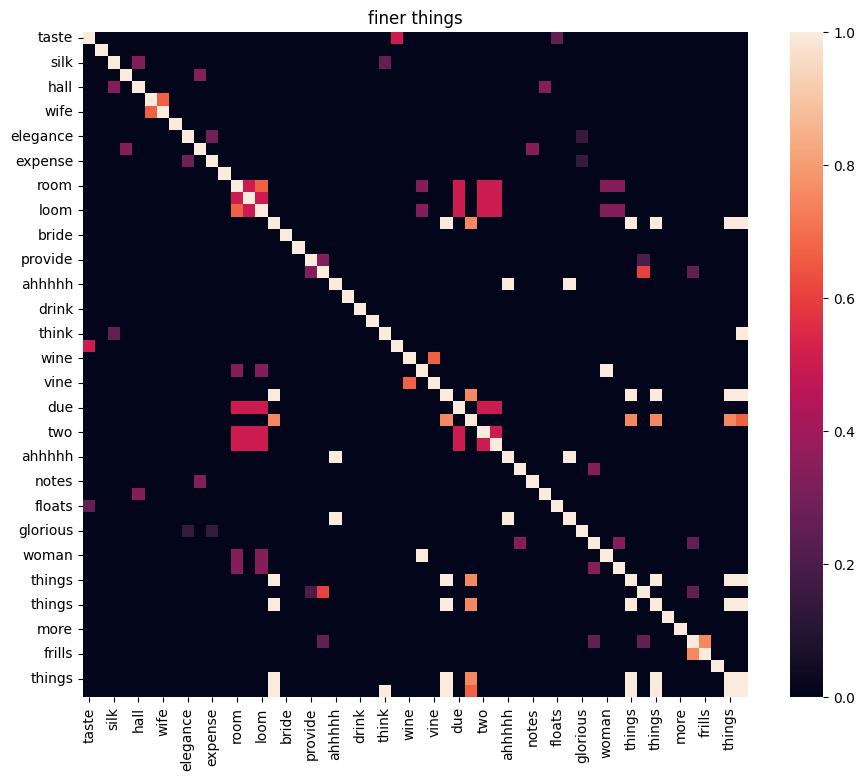 finer things
taste
silk
hall
wife
elegance
expense
room
loom
bride
provide
ahhhhh
drink
think
wine
vine
due
two
ahhhhh
notes
floats
glorious
woman
things
things
more
frills
things
taste
silk
hall
wife
elegance
expense
room
loom
bride
provide
ahhhhh
drink
think
wine
vine
due
two
ahhhhh
notes
floats
glorious
woman
things
things
more
frills
things
1.0
0.8
0.6
0.4
0.2
0.0